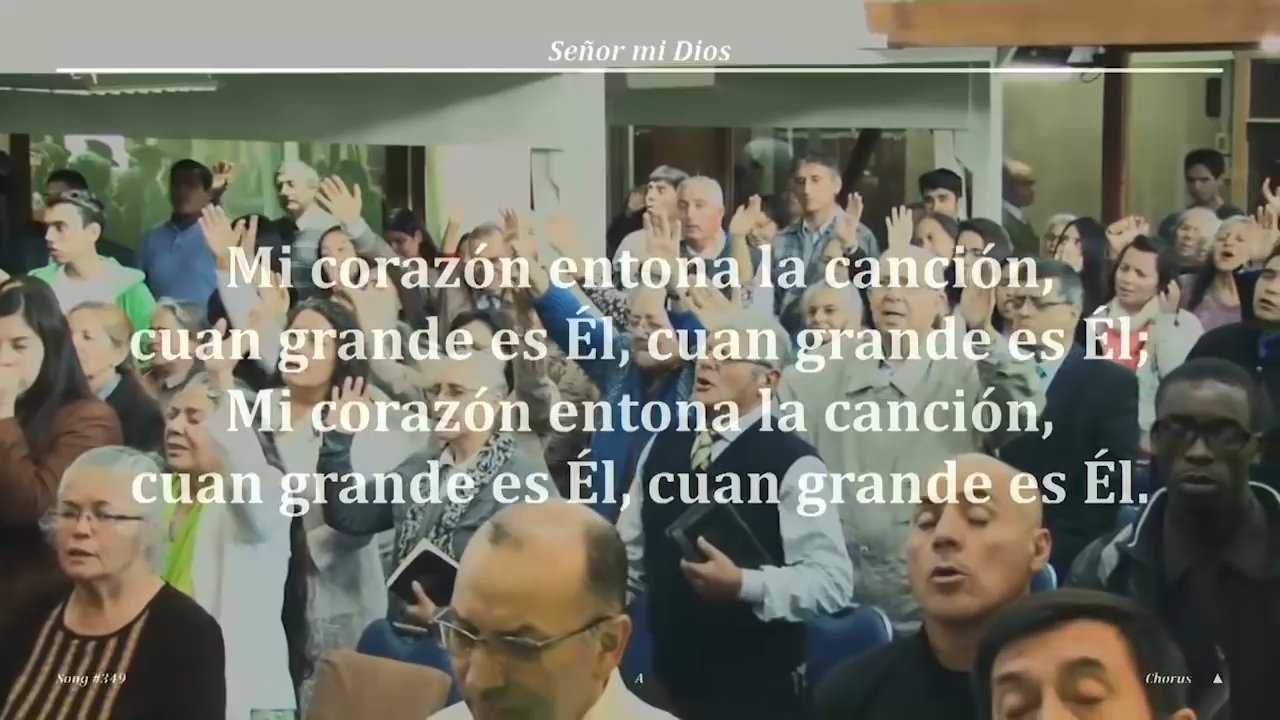 Señor mi Dios
Mi corazón entona la canción,
cuan grande es Él, cuan grande es Él;
Mi corazón entona la canción,
cuan grande es Él, cuan grande es Él.
Song #349 A Chorus ▲